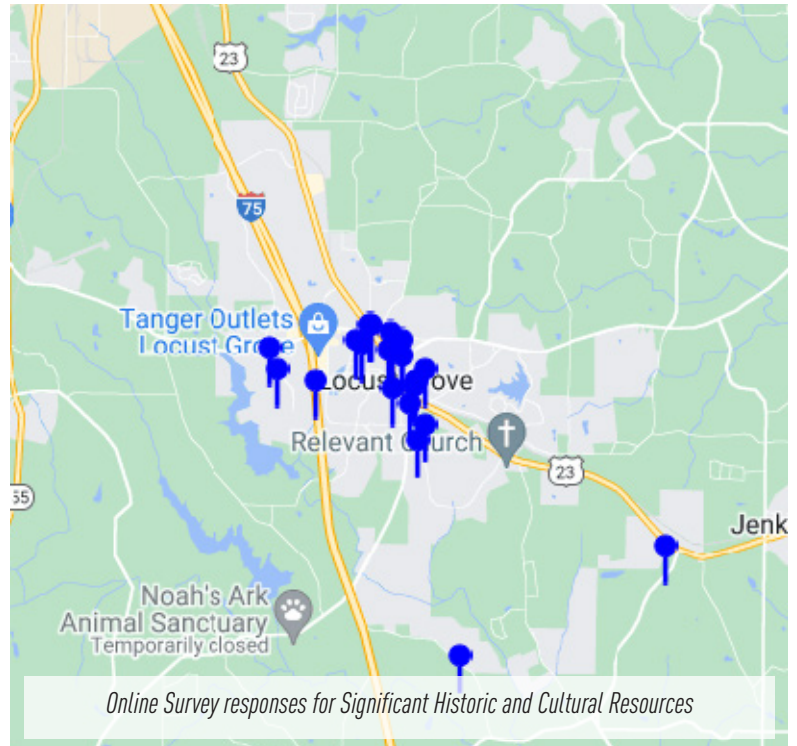 23
75
Tanger Outlets
Locust Grove
Locust Grove
Relevant Church
23
55
Jenk
Noah's Ark
Animal Sanctuary
Temporarily closed
Online Survey responses for Significant Historic and Cultural Resources